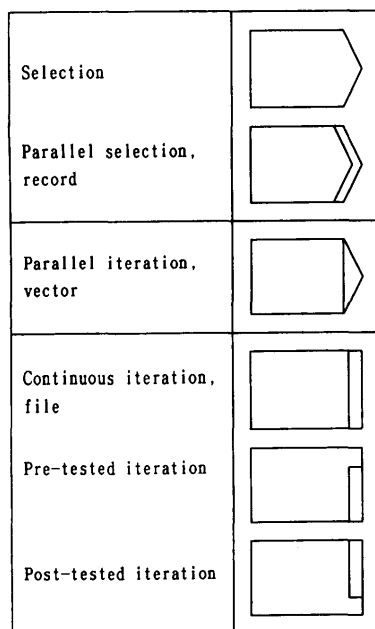 Selection
Parallel selection,
record
Parallel iteration,
vector
Continuous iteration,
file
Pre-tested iteration
Post-tested iteration